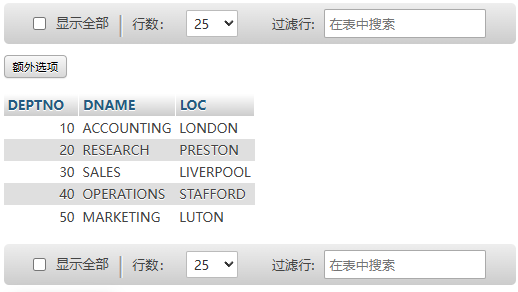 显示全部 行数： 25 过滤行: 在表中搜索
额外选项
DEPTNO DNAME LOC
10 ACCOUNTING LONDON
20 RESEARCH PRESTON
30 SALES LIVERPOOL
40 OPERATIONS STAFFORD
50 MARKETING LUTON
显示全部 行数： 25 过滤行: 在表中搜索